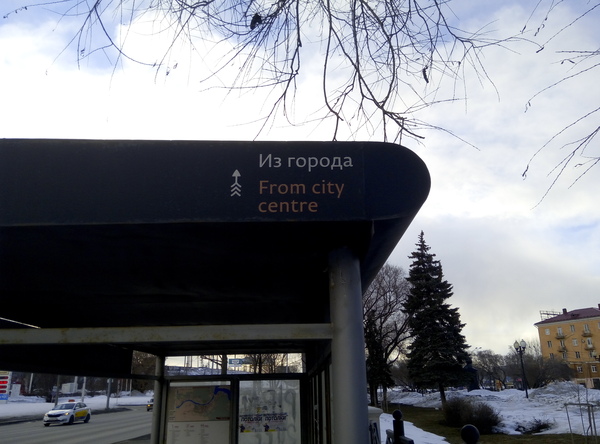 Из города
From city
centre